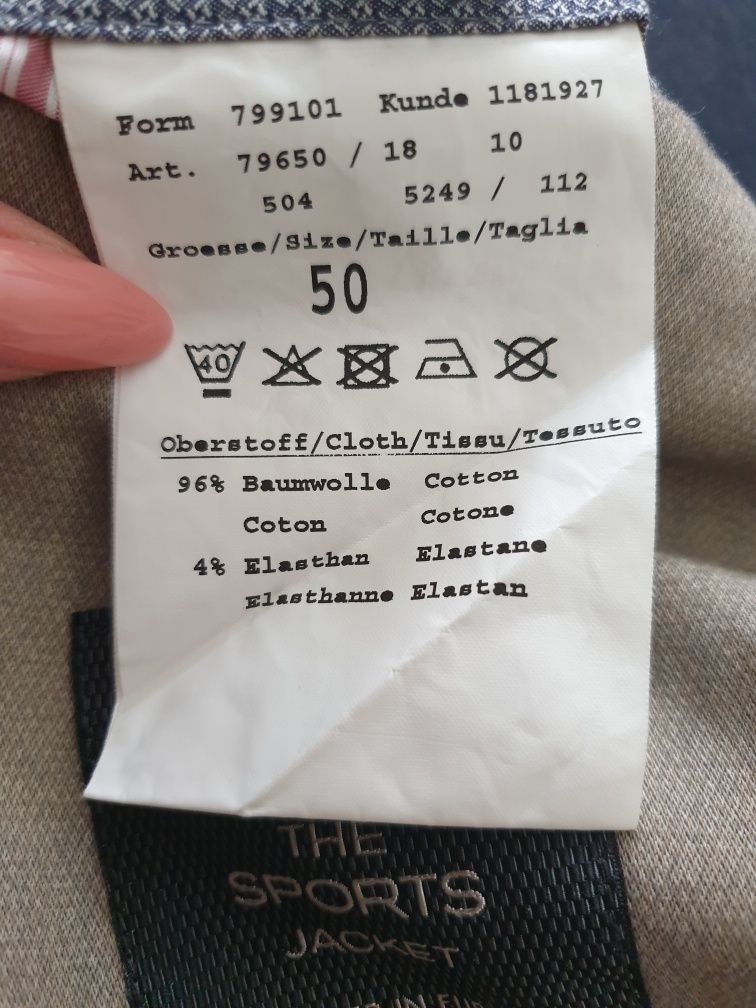 Form 799101 Kunde 1181927
Art. 79650 / 18 10
504 5249 / 112
Groesse/Size/Taille/Taglia
50
40
Oberstoff/Cloth/Tissu/Tessuto
96% Baumwolle Cotton
Coton Cotone
4% Elasthan Elastane
Elasthanne Elastan
THE
SPORTS
JACKET